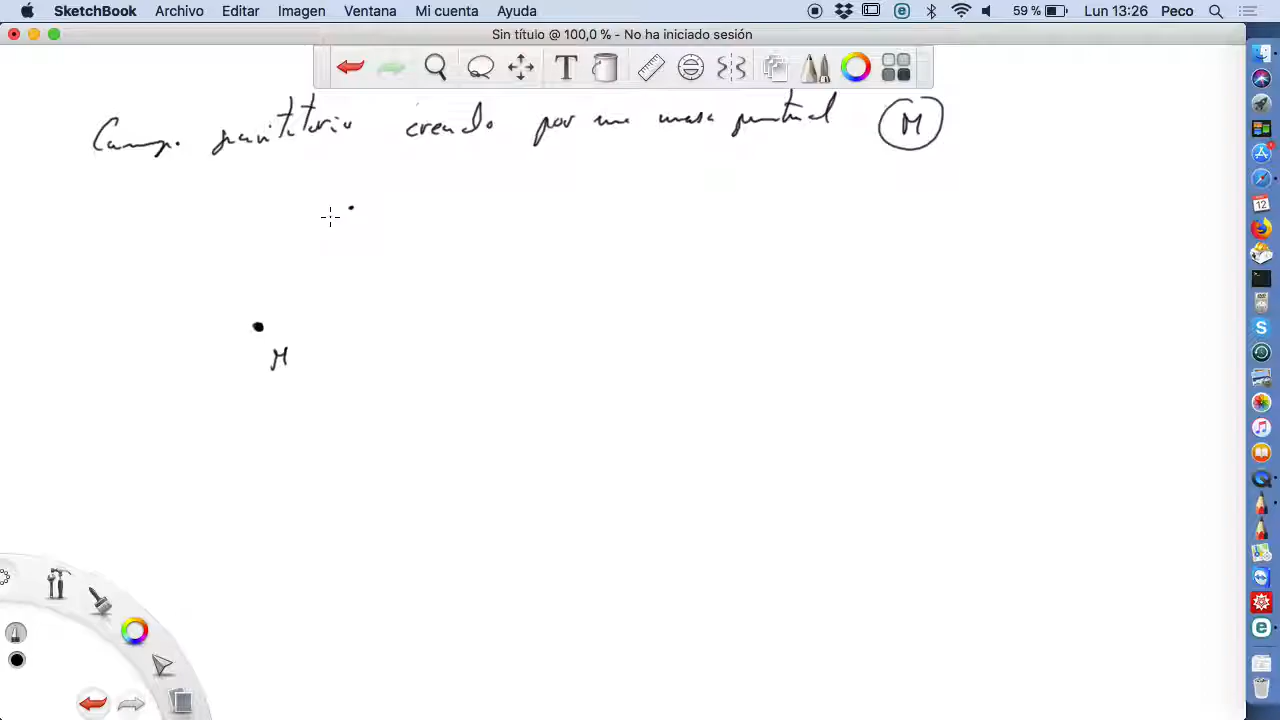 SketchBook Archivo Editar Imagen Ventana Mi cuenta Ayuda 59 % Lun 13:26 Peco
Sin título @ 100,0 % - No ha iniciado sesión
T
Campo gravitatorio creado por una masa puntual M
M